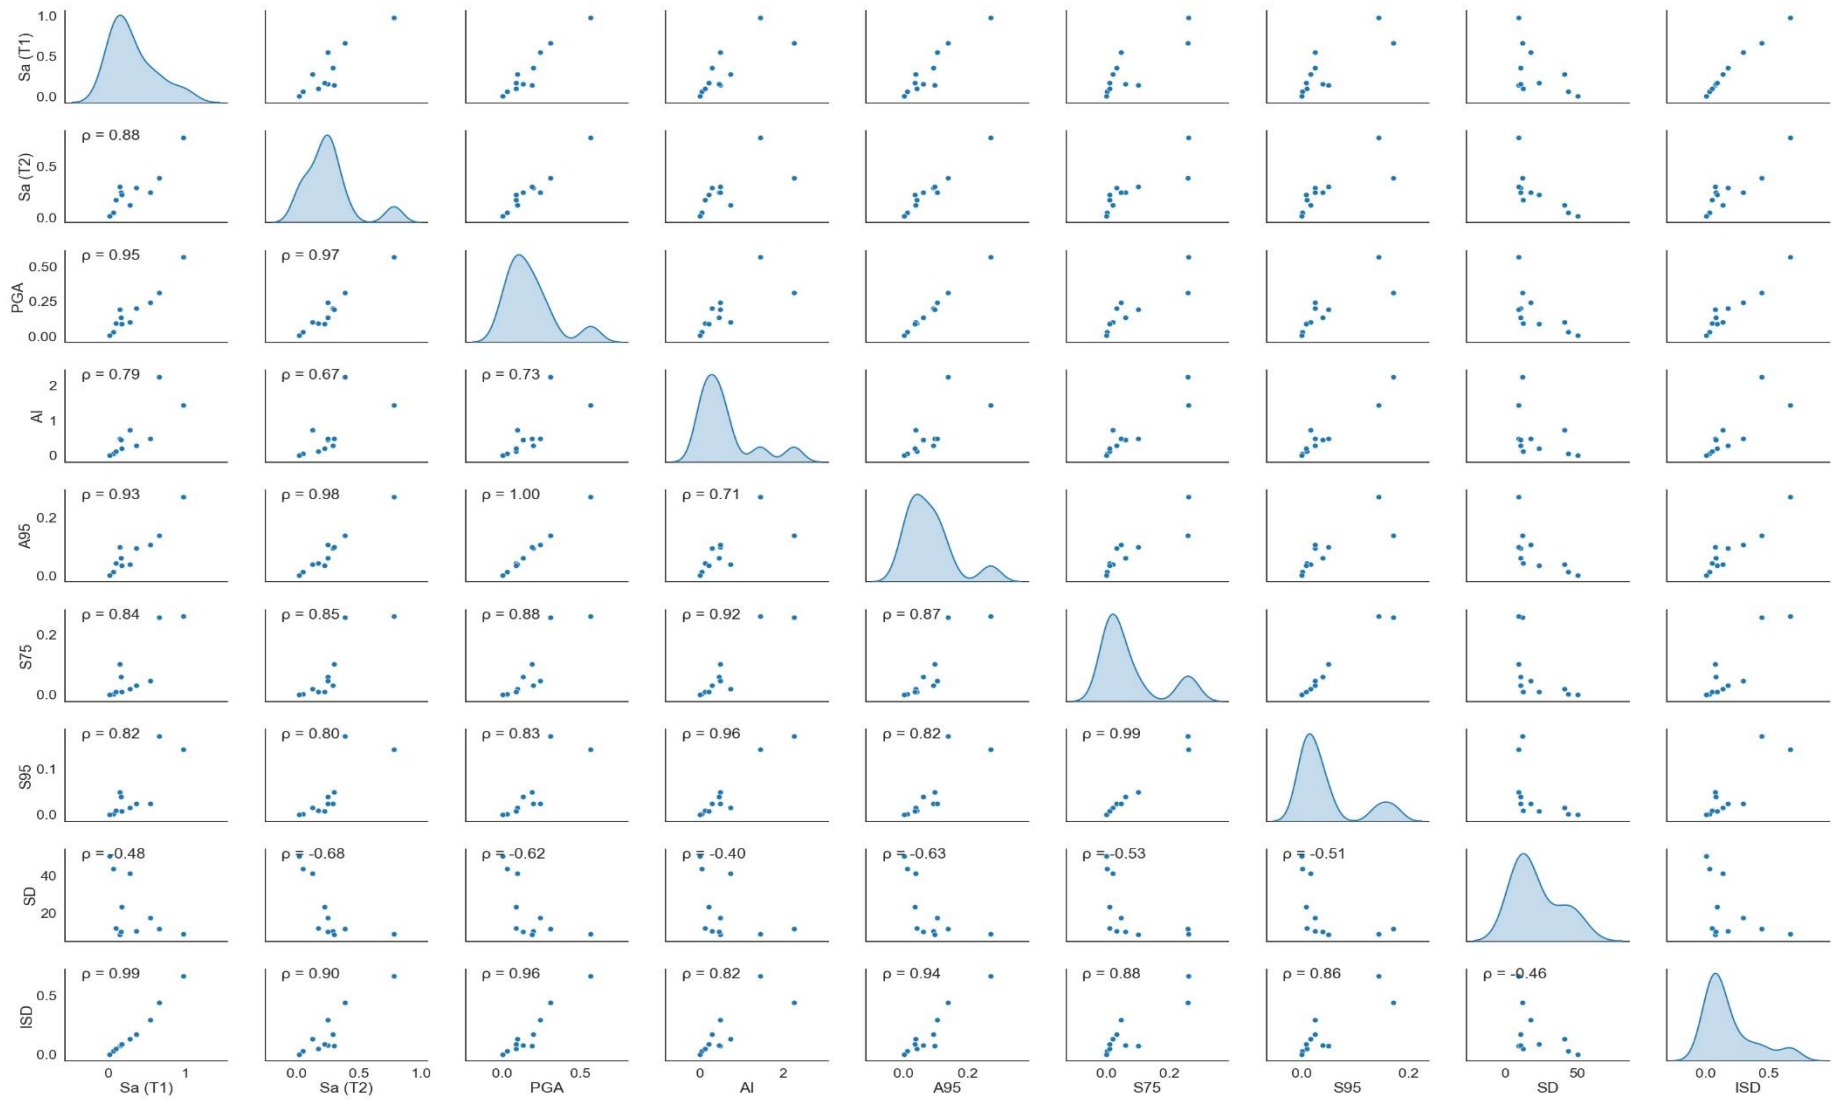 1.0
0.5
0.0
Sa (T1)
ρ = 0.88
0.5
0.0
Sa (T2)
ρ = 0.95
ρ = 0.97
0.50
0.25
0.00
PGA
ρ = 0.79
ρ = 0.67
ρ = 0.73
2
1
0
AI
ρ = 0.93
ρ = 0.98
ρ = 1.00
ρ = 0.71
0.2
0.0
A95
ρ = 0.84
ρ = 0.85
ρ = 0.88
ρ = 0.92
ρ = 0.87
0.2
0.0
S75
ρ = 0.82
ρ = 0.80
ρ = 0.83
ρ = 0.96
ρ = 0.82
ρ = 0.99
0.1
0.0
S95
ρ = -0.48
ρ = -0.68
ρ = -0.62
ρ = -0.40
ρ = -0.63
ρ = -0.53
ρ = -0.51
40
20
SD
ρ = 0.99
ρ = 0.90
ρ = 0.96
ρ = 0.82
ρ = 0.94
ρ = 0.88
ρ = 0.86
ρ = -0.46
0.5
0.0
ISD
0 1
0.0 0.5 1.0
0.0 0.5
0 2
0.0 0.2
0.0 0.2
0.0 0.2
0 50
0.0 0.5
Sa (T1)
Sa (T2)
PGA
AI
A95
S75
S95
SD
ISD